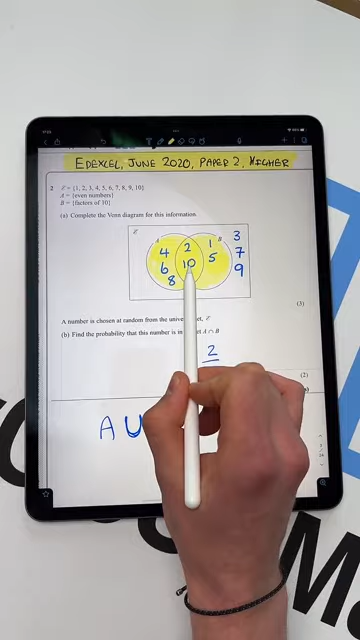 EDEXCEL, JUNE 2020, PAPER 2, HIGHER
2 ℰ = {1, 2, 3, 4, 5, 6, 7, 8, 9, 10}
A = {even numbers}
B = {factors of 10}
(a) Complete the Venn diagram for this information.
ℰ
A B
4 2 1 3
6 10 5 7
8 9
(3)
A number is chosen at random from the universal set, ℰ
(b) Find the probability that this number is in the set A ∩ B
2
(2)
A ∪